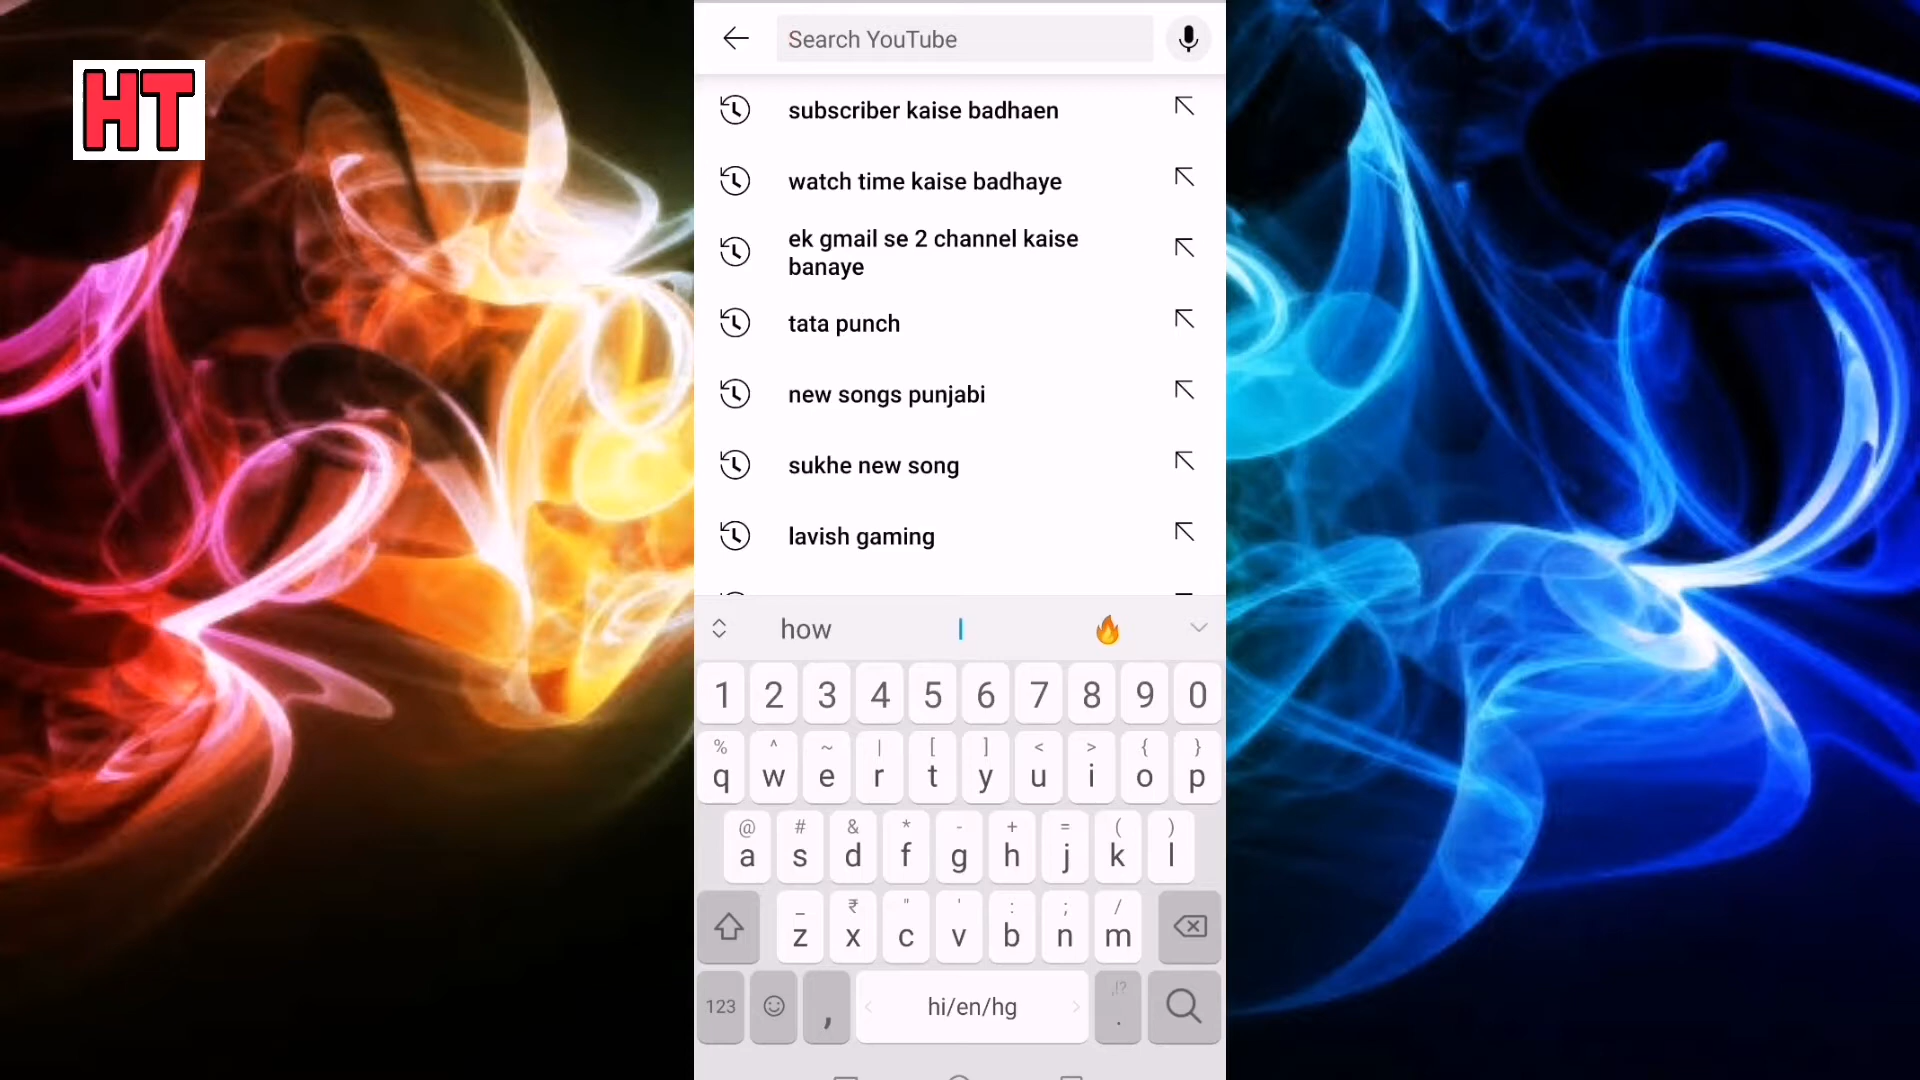 HT
Search YouTube
subscriber kaise badhaen
watch time kaise badhaye
ek gmail se 2 channel kaise
banaye
tata punch
new songs punjabi
sukhe new song
lavish gaming
how | 🔥
1 2 3 4 5 6 7 8 9 0
% ^ ~ | [ ] < > { }
q w e r t y u i o p
@ # & * - + = ( )
a s d f g h j k l
_ ₹ " ' : ; /
z x c v b n m
123 , hi/en/hg ,!? .